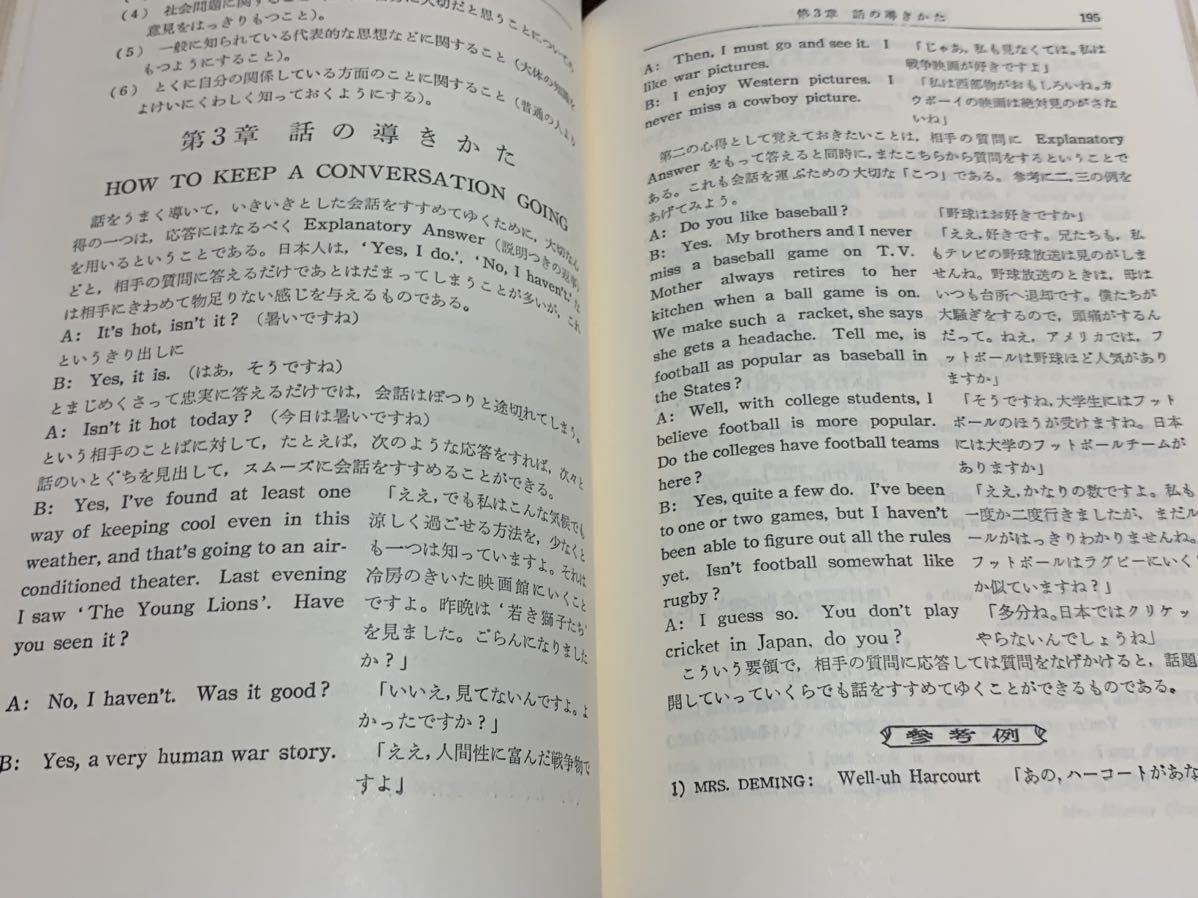 (4) 社会問題に関すること
意見をはっきりもつこと)。
(5) 一般に知られている代表的な思想などに関すること (大体の知識を
もつようにする)。
(6) とくに自分の関係している方面のことに関すること (普通の人より
よけいにくわしく知っておくようにする)。
第3章 話の導きかた
HOW TO KEEP A CONVERSATION GOING
話をうまく導いて, いきいきとした会話をすすめてゆくために, 大切な心
得の一つは, 応答にはなるべく Explanatory Answer (説明つきの返事)
を用いるということである。日本人は, 'Yes, I do.', 'No, I haven't.' な
どと, 相手の質問に答えるだけであとはだまってしまうことが多いが, これ
は相手にきわめて物足りない感じを与えるものである。
A: It's hot, isn't it? (暑いですね)
というきり出しに
B: Yes, it is. (はあ, そうですね)
とまじめくさって忠実に答えるだけでは, 会話はぽつりと途切れてしまう。
A: Isn't it hot today? (今日は暑いですね)
という相手のことばに対して, たとえば, 次のような応答をすれば, 次々と
話のいとぐちを見出して, スムーズに会話をすすめることができる。
B: Yes, I've found at least one
way of keeping cool even in this
weather, and that's going to an air-
conditioned theater. Last evening
I saw 'The Young Lions'. Have
you seen it?
「ええ, でも私はこんな気候でも
涼しく過ごせる方法を, 少なくと
も一つは知っていますよ。それは
冷房のきいた映画館にいくこと
ですよ。昨晩は '若き獅子たち'
を見ました。ごらんになりました
か?」
A: No, I haven't. Was it good?
「いいえ, 見てないんですよ。よ
かったですか?」
B: Yes, a very human war story.
「ええ, 人間性に富んだ戦争物で
すよ」
第3章 話の導きかた 195
A: Then, I must go and see it. I
like war pictures.
「じゃあ, 私も見なくては。私は
戦争映画が好きですよ」
B: I enjoy Western pictures. I
never miss a cowboy picture.
「私は西部物がおもしろいね。カ
ウボーイの映画は絶対見のがさな
いね」
第二の心得として覚えておきたいことは, 相手の質問に Explanatory
Answer をもって答えると同時に, またこちらから質問をするということで
ある。これも会話を運ぶための大切な「こつ」である。参考に二, 三の例を
あげてみよう。
A: Do you like baseball?
「野球はお好きですか」
B: Yes. My brothers and I never
miss a baseball game on T.V.
Mother always retires to her
kitchen when a ball game is on.
We make such a racket, she says
she gets a headache. Tell me, is
football as popular as baseball in
the States?
「ええ, 好きです。兄たちも, 私
もテレビの野球放送は見のがしま
せんね。野球放送のときは, 母は
いつも台所へ退却です。僕たちが
大騒ぎをするので, 頭痛がするん
だって。ねえ, アメリカでは, フ
ットボールは野球ほど人気があり
ますか」
A: Well, with college students, I
believe football is more popular.
Do the colleges have football teams
here?
「そうですね, 大学生にはフット
ボールのほうが受けますね。日本
には大学のフットボールチームが
ありますか」
B: Yes, quite a few do. I've been
to one or two games, but I haven't
been able to figure out all the rules
yet. Isn't football somewhat like
rugby?
「ええ, かなりの数ですよ。私も
一度か二度行きましたが, まだル
ールがはっきりわかりませんね。
フットボールはラグビーにいく
か似ていますね?」
A: I guess so. You don't play
cricket in Japan, do you?
「多分ね。日本ではクリケッ
やらないんでしょうね」
こういう要領で, 相手の質問に応答しては質問をなげかけると, 話題
開していっていくらでも話をすすめてゆくことができるものである。
参考例
1) MRS. DEMING: Well-uh Harcourt 「あの, ハーコートがあな